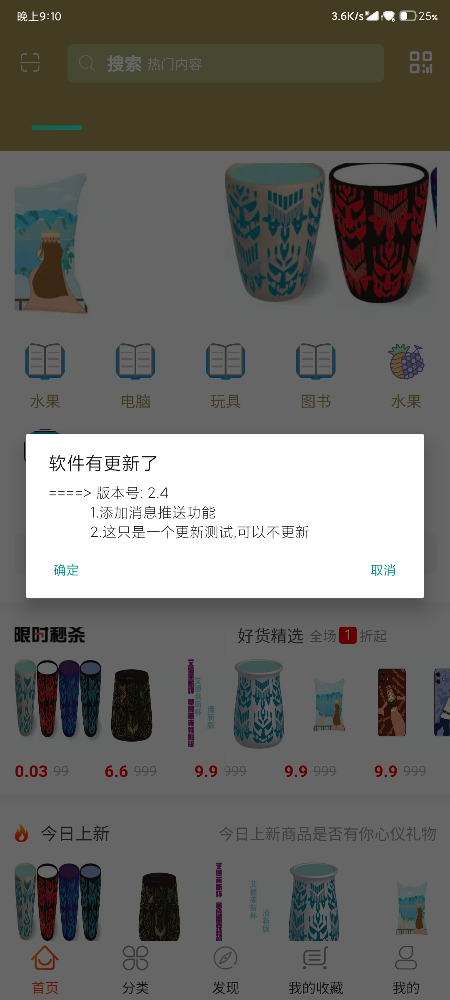 晚上9:10
3.6K/s 25%
搜索 热门内容
水果 电脑 玩具 图书 水果
软件有更新了
====> 版本号: 2.4
1.添加消息推送功能
2.这只是一个更新测试,可以不更新
确定 取消
限时秒杀
好货精选 全场 1 折起
艾德莱斯杯 赛博朋克特别版
艾德莱斯杯
清新版
0.03 99 6.6 999 9.9 999 9.9 999 9.9 999
今日上新 今日上新商品是否有你心仪礼物
艾德莱斯杯 赛博朋克特别
艾德莱斯杯
清新版
首页 分类 发现 我的收藏 我的